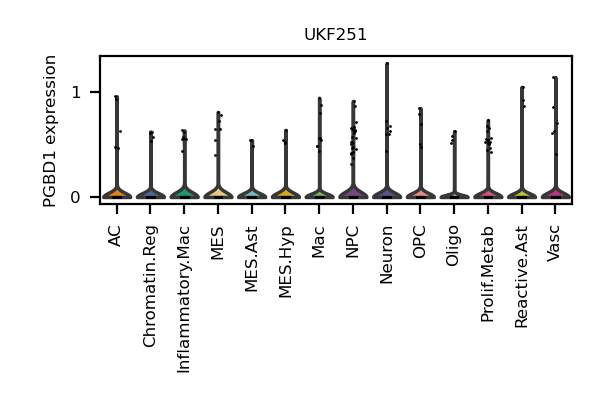 UKF251
PGBD1 expression
1
0
AC
Chromatin.Reg
Inflammatory.Mac
MES
MES.Ast
MES.Hyp
Mac
NPC
Neuron
OPC
Oligo
Prolif.Metab
Reactive.Ast
Vasc